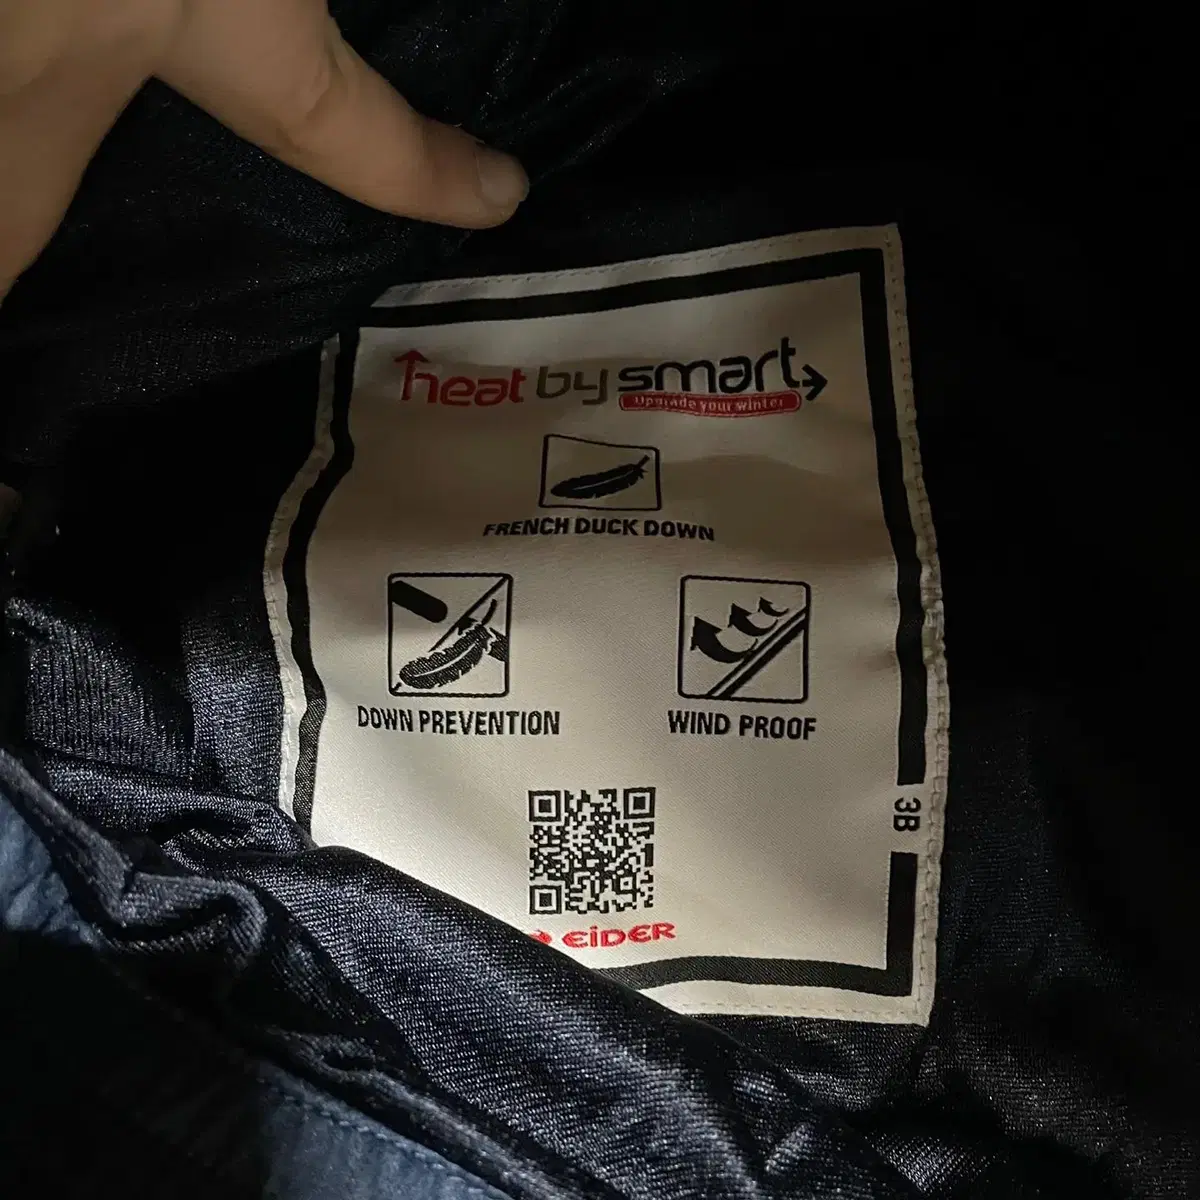 heat by smart
Upgrade your winter
FRENCH DUCK DOWN
DOWN PREVENTION
WIND PROOF
3B
EiDER